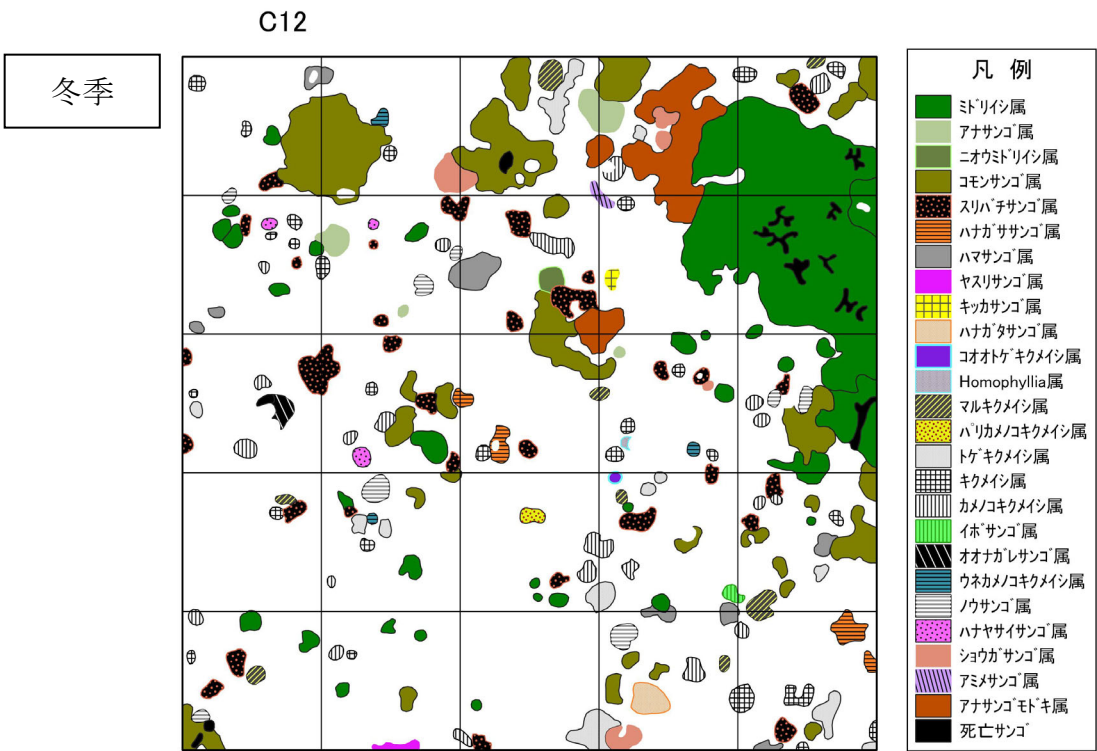 C12
冬季
凡 例
ミドリイシ属
アナサンゴ属
ニオウミドリイシ属
コモンサンゴ属
スリバチサンゴ属
ハナガササンゴ属
ハマサンゴ属
ヤスリサンゴ属
キッカサンゴ属
ハナガタサンゴ属
コオオトゲキクメイシ属
Homophyllia属
マルキクメイシ属
パリカメノコキクメイシ属
トゲキクメイシ属
キクメイシ属
カメノコキクメイシ属
イボサンゴ属
オオナガレサンゴ属
ウネカメノコキクメイシ属
ノウサンゴ属
ハナヤサイサンゴ属
ショウガサンゴ属
アミメサンゴ属
アナサンゴモドキ属
死亡サンゴ